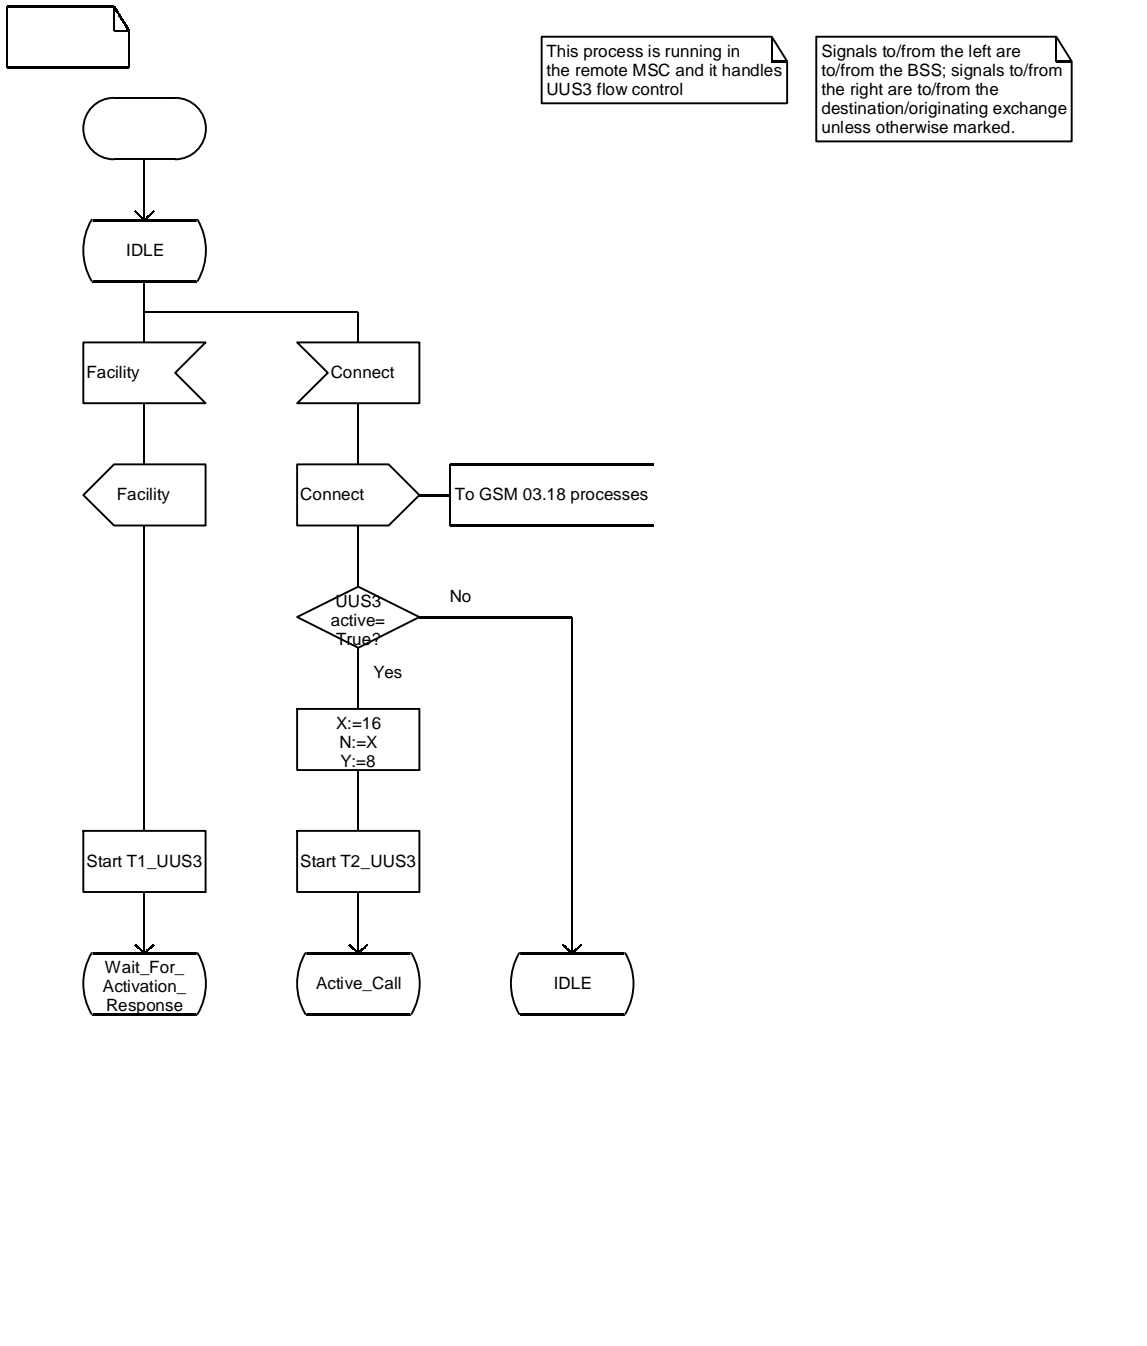 This process is running in
the remote MSC and it handles
UUS3 flow control
Signals to/from the left are
to/from the BSS; signals to/from
the right are to/from the
destination/originating exchange
unless otherwise marked.
IDLE
Facility
Connect
Facility
Connect
To GSM 03.18 processes
UUS3
active=
True?
No
Yes
X:=16
N:=X
Y:=8
Start T1_UUS3
Start T2_UUS3
Wait_For_
Activation_
Response
Active_Call
IDLE